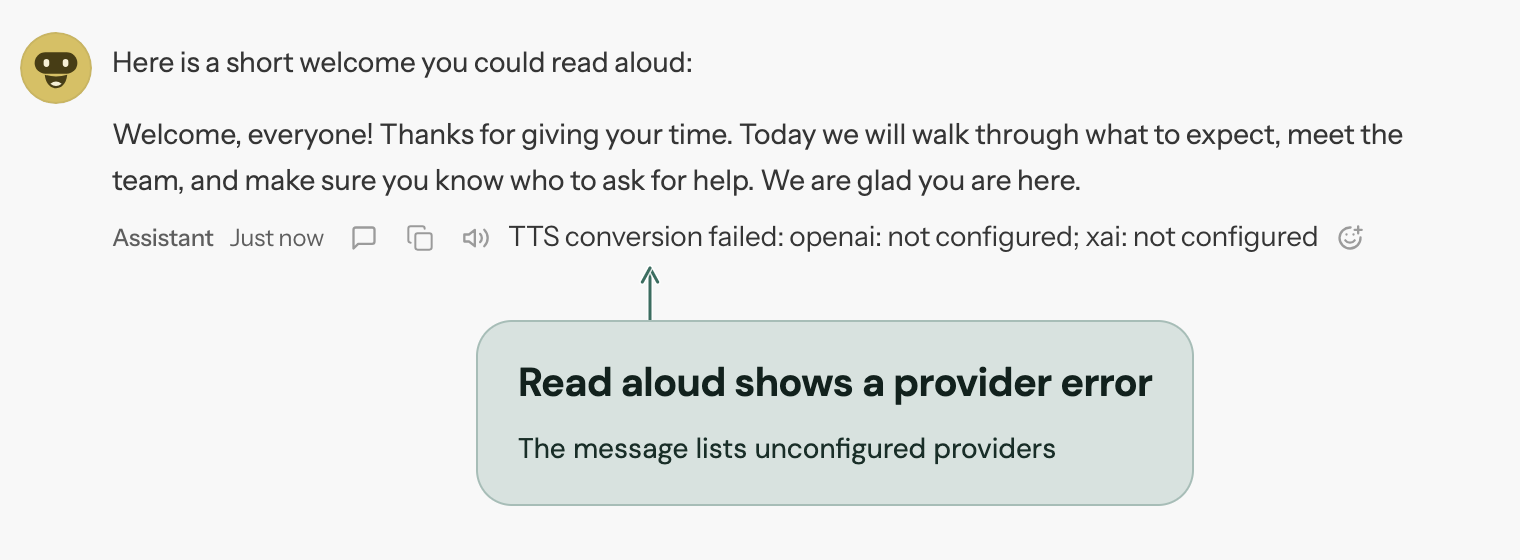 Here is a short welcome you could read aloud:
Welcome, everyone! Thanks for giving your time. Today we will walk through what to expect, meet the
team, and make sure you know who to ask for help. We are glad you are here.
Assistant Just now TTS conversion failed: openai: not configured; xai: not configured
Read aloud shows a provider error
The message lists unconfigured providers